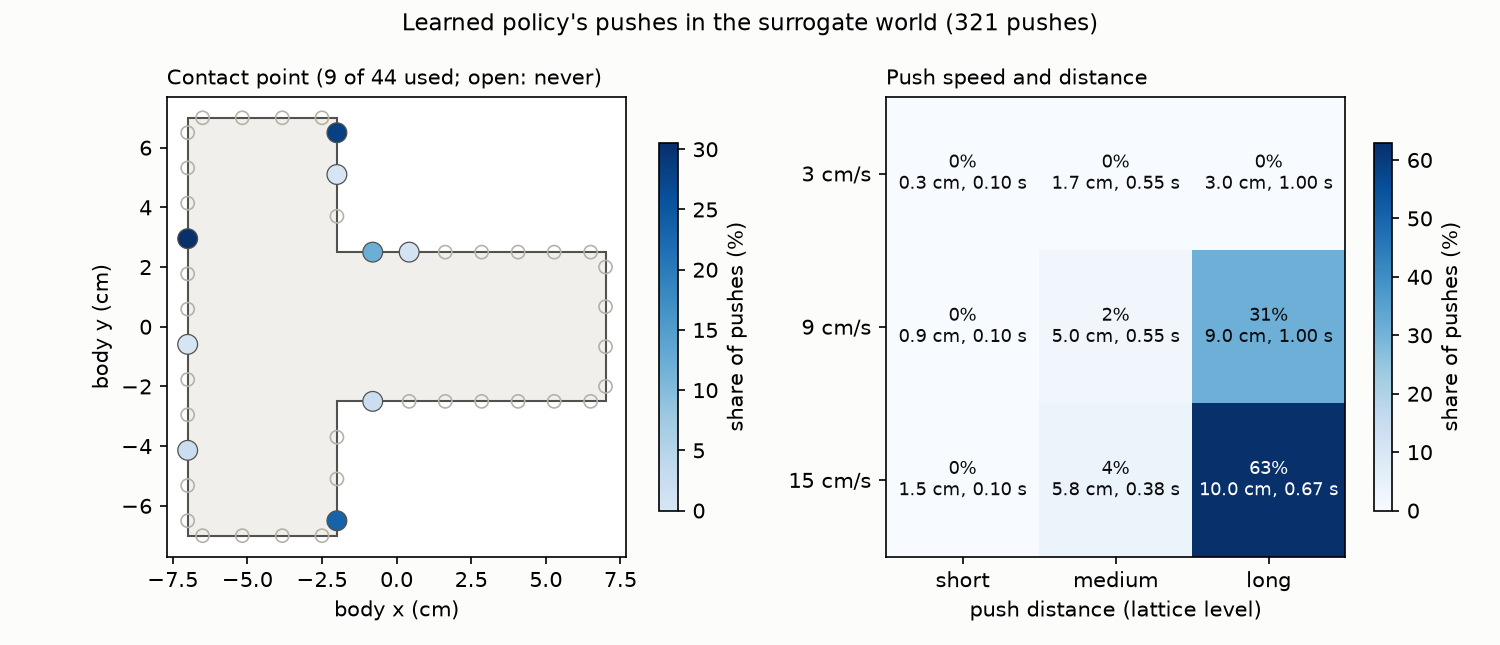 Learned policy's pushes in the surrogate world (321 pushes)
Contact point (9 of 44 used; open: never)
6
4
2
0
−2
−4
−6
body y (cm)
−7.5
−5.0
−2.5
0.0
2.5
5.0
7.5
body x (cm)
30
25
20
15
10
5
0
share of pushes (%)
Push speed and distance
3 cm/s
0%
0.3 cm, 0.10 s
0%
1.7 cm, 0.55 s
0%
3.0 cm, 1.00 s
9 cm/s
0%
0.9 cm, 0.10 s
2%
5.0 cm, 0.55 s
31%
9.0 cm, 1.00 s
15 cm/s
0%
1.5 cm, 0.10 s
4%
5.8 cm, 0.38 s
63%
10.0 cm, 0.67 s
short
medium
long
push distance (lattice level)
60
50
40
30
20
10
0
share of pushes (%)